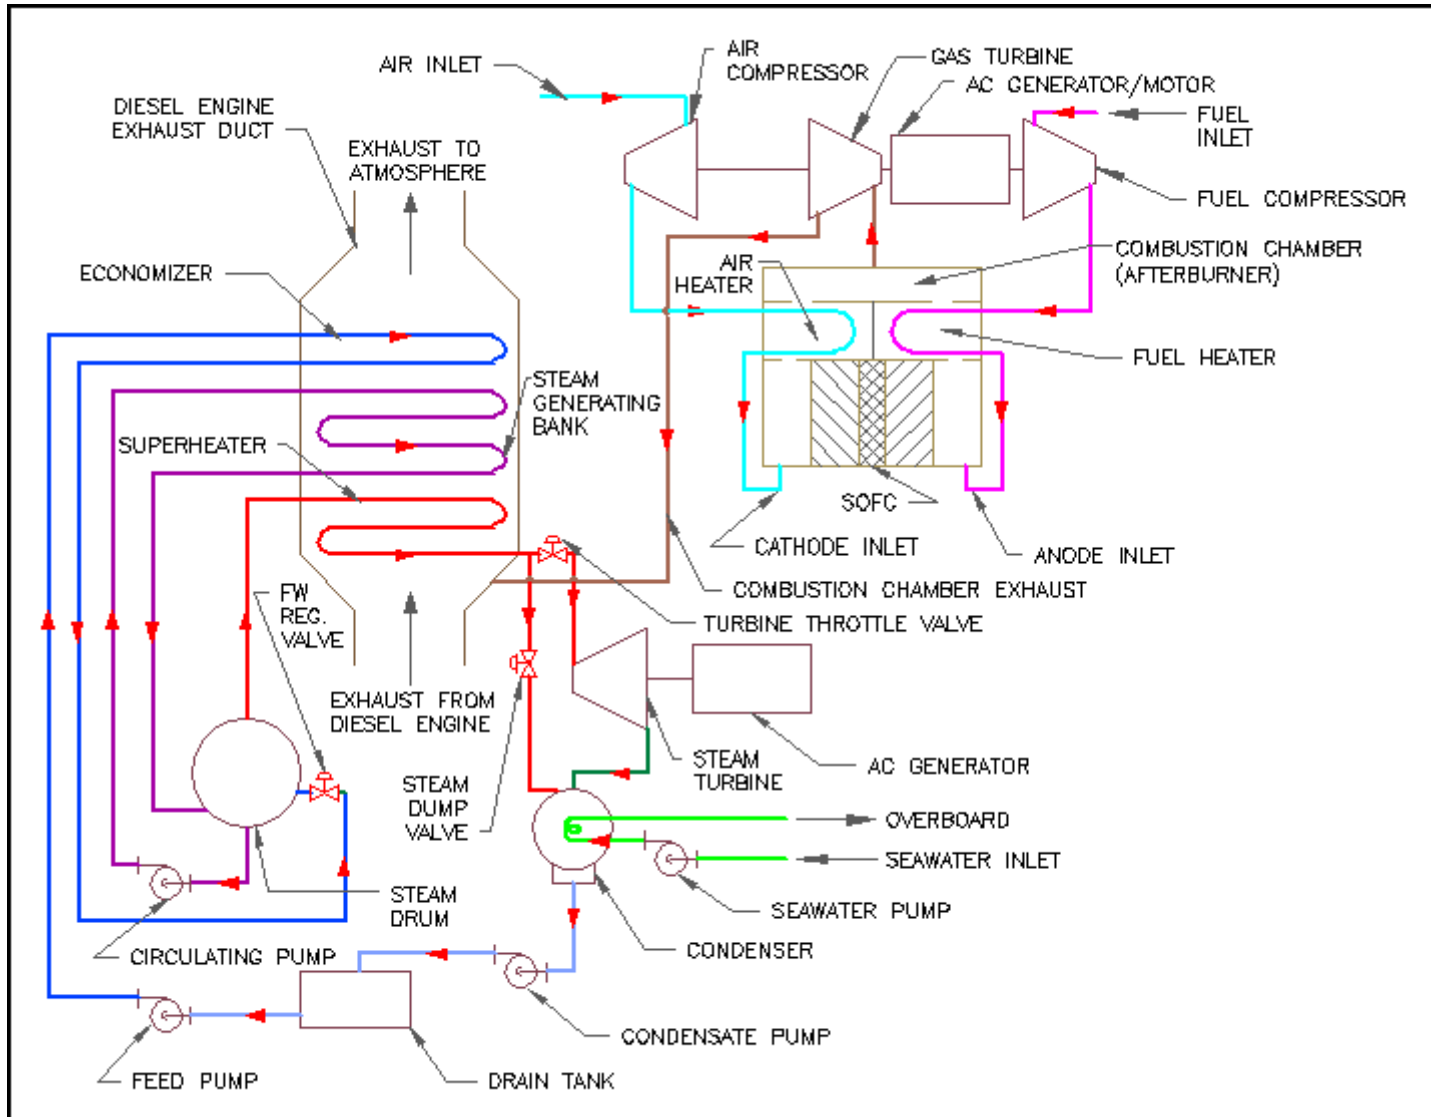 AIR INLET
AIR
COMPRESSOR
GAS TURBINE
AC GENERATOR/MOTOR
FUEL
INLET
DIESEL ENGINE
EXHAUST DUCT
EXHAUST TO
ATMOSPHERE
FUEL COMPRESSOR
ECONOMIZER
AIR
HEATER
COMBUSTION CHAMBER
(AFTERBURNER)
FUEL HEATER
STEAM
GENERATING
BANK
SUPERHEATER
SOFC
CATHODE INLET
ANODE INLET
COMBUSTION CHAMBER EXHAUST
FW
REG.
VALVE
TURBINE THROTTLE VALVE
EXHAUST FROM
DIESEL ENGINE
STEAM
TURBINE
AC GENERATOR
STEAM
DUMP
VALVE
OVERBOARD
SEAWATER INLET
STEAM
DRUM
SEAWATER PUMP
CIRCULATING PUMP
CONDENSER
CONDENSATE PUMP
FEED PUMP
DRAIN TANK